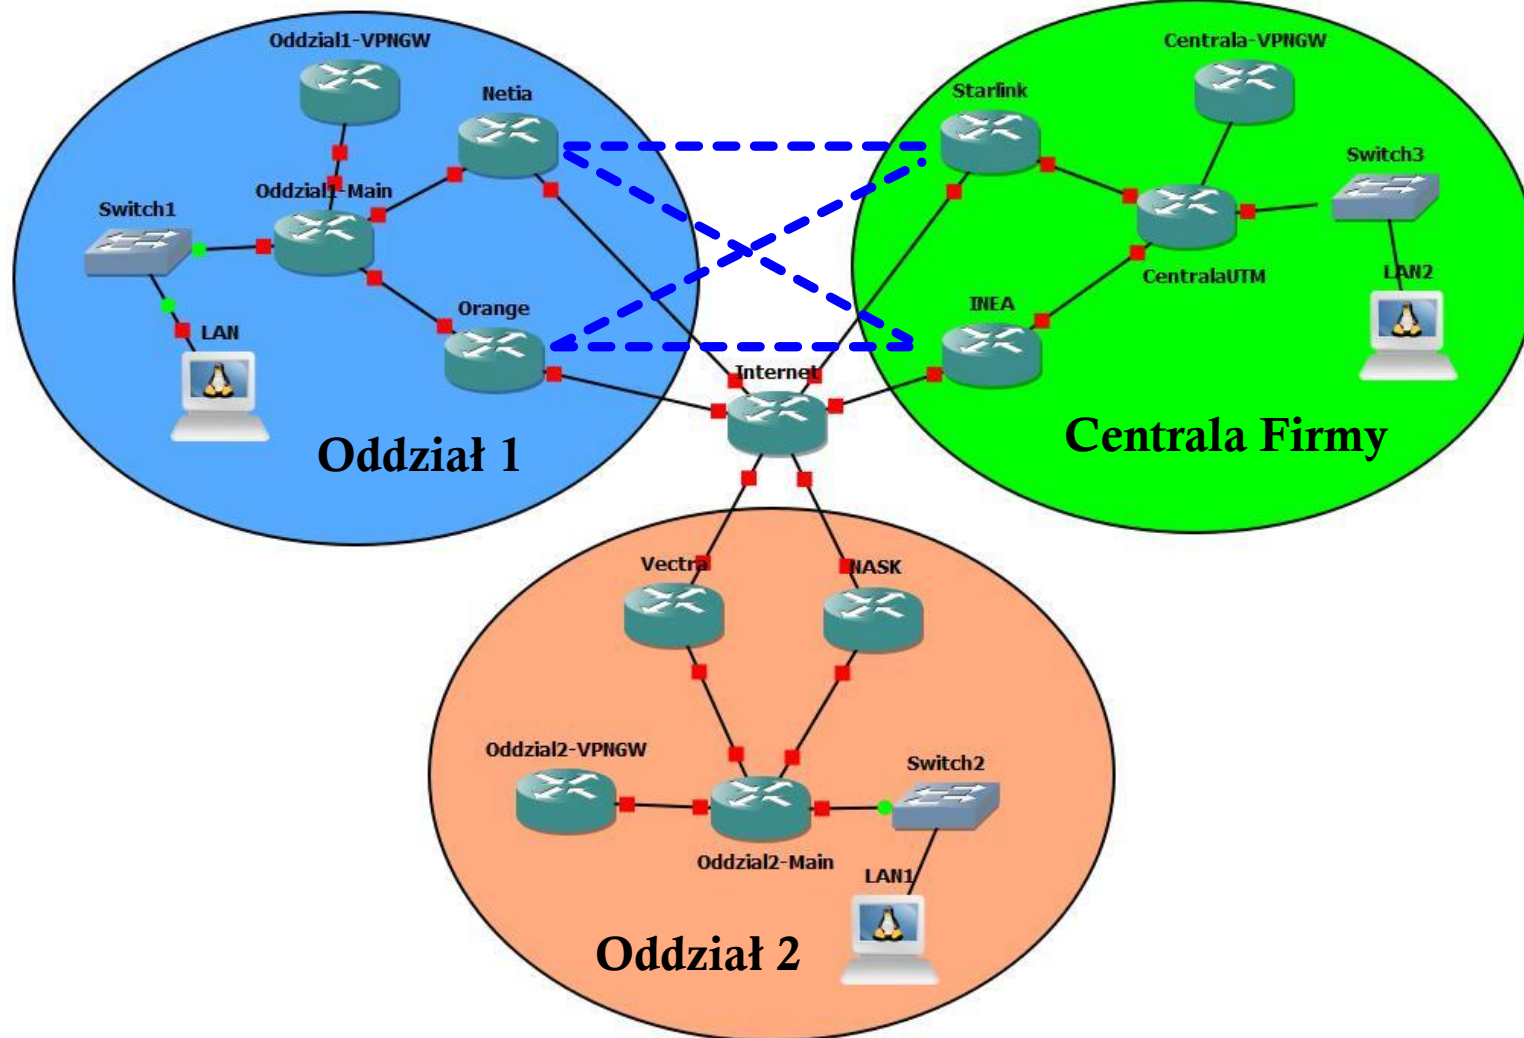 Oddzial1-VPNGW
Netia
Oddzial1-Main
Switch1
Orange
LAN
Oddział 1
Centrala-VPNGW
Starlink
Switch3
CentralaUTM
LAN2
INEA
Centrala Firmy
Internet
Vectra
NASK
Oddzial2-VPNGW
Switch2
Oddzial2-Main
LAN1
Oddział 2